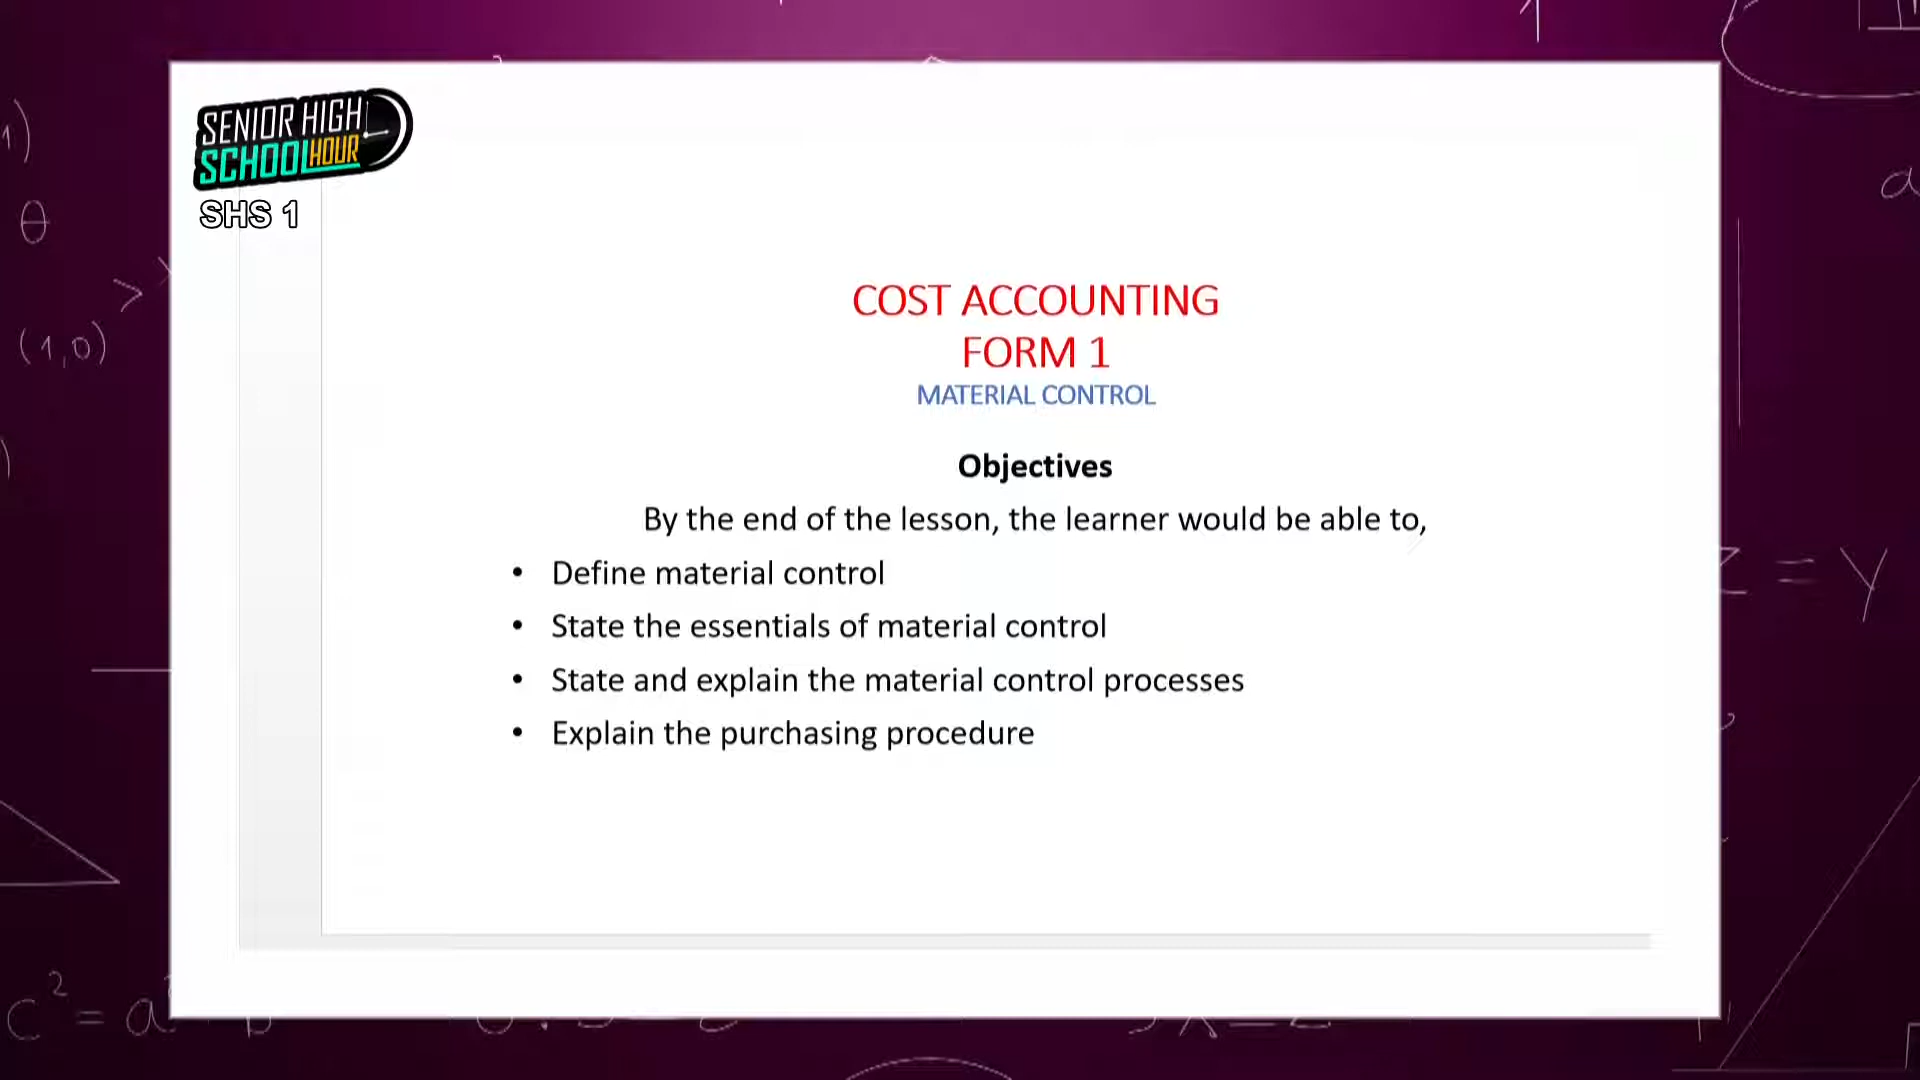 SENIOR HIGH
SCHOOL HOUR
SHS 1
COST ACCOUNTING
FORM 1
MATERIAL CONTROL
Objectives
By the end of the lesson, the learner would be able to,
• Define material control
• State the essentials of material control
• State and explain the material control processes
• Explain the purchasing procedure
θ
(1,0)
= y